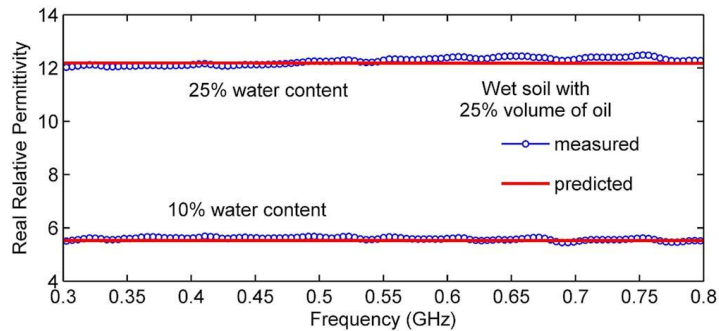 Real Relative Permittivity
14
12
10
8
6
4
25% water content
Wet soil with
25% volume of oil
measured
predicted
10% water content
0.3 0.35 0.4 0.45 0.5 0.55 0.6 0.65 0.7 0.75 0.8
Frequency (GHz)